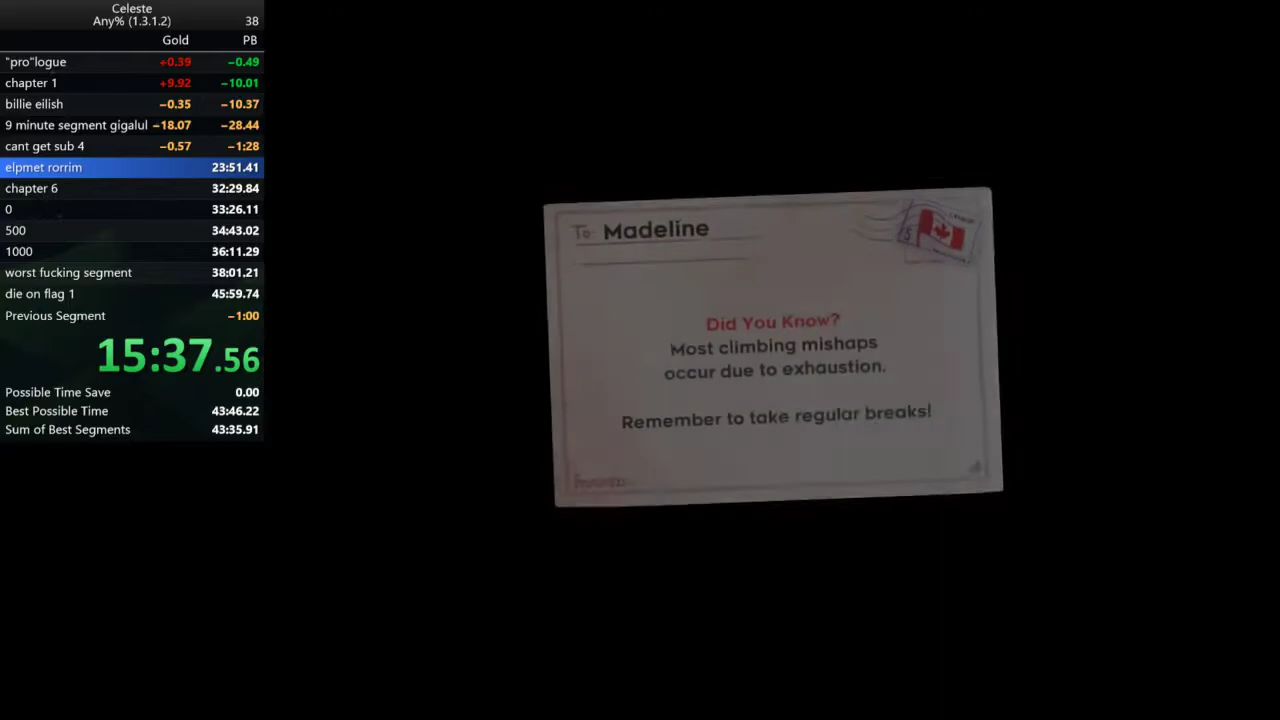 Celeste
Any% (1.3.1.2) 38
Gold PB
"pro"logue +0.39 −0.49
chapter 1 +9.92 −10.01
billie eilish −0.35 −10.37
9 minute segment gigalul −18.07 −28.44
cant get sub 4 −0.57 −1:28
elpmet rorrim 23:51.41
chapter 6 32:29.84
0 33:26.11
500 34:43.02
1000 36:11.29
worst fucking segment 38:01.21
die on flag 1 45:59.74
Previous Segment −1:00
15:37.56
Possible Time Save 0.00
Best Possible Time 43:46.22
Sum of Best Segments 43:35.91
To: Madeline
Did You Know?
Most climbing mishaps
occur due to exhaustion.
Remember to take regular breaks!